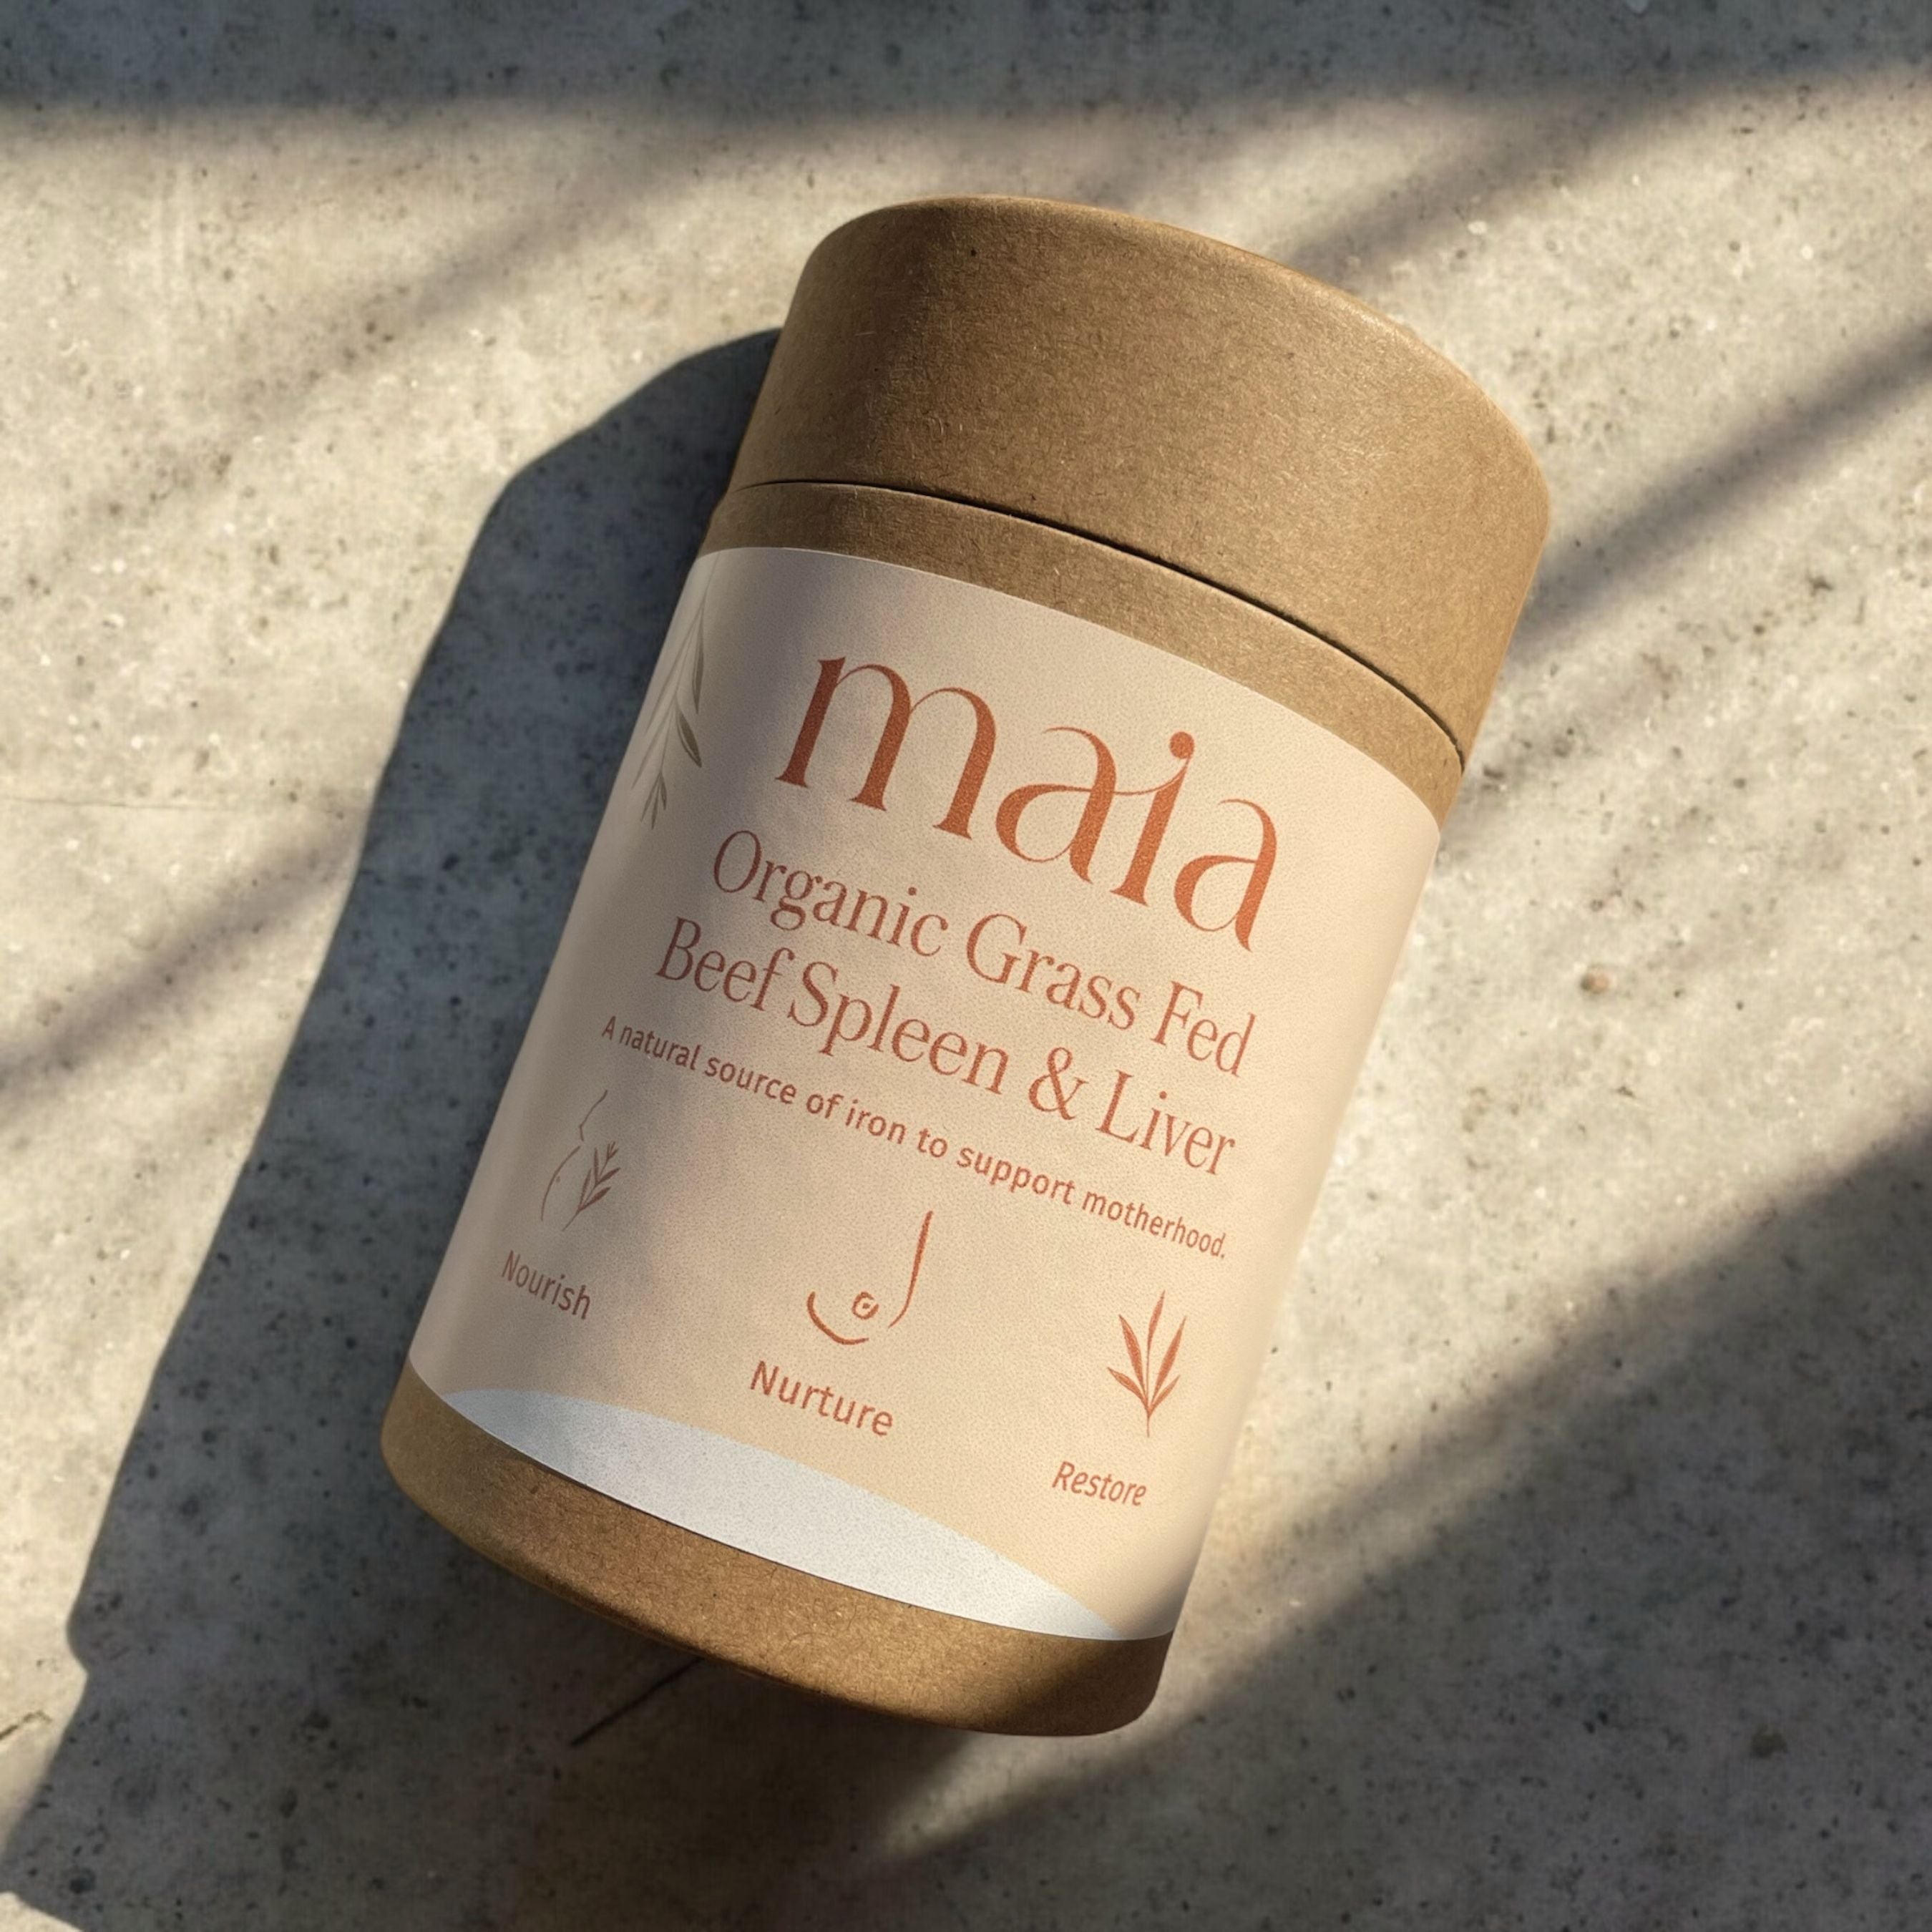 maia
Organic Grass Fed
Beef Spleen & Liver
A natural source of iron to support motherhood.
Nourish
Nurture
Restore